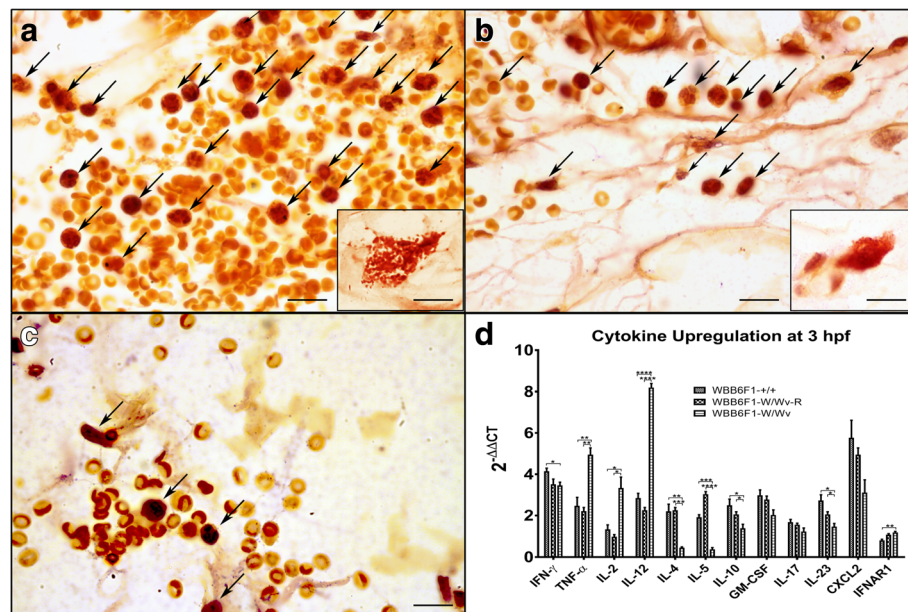 a
b
c
d
Cytokine Upregulation at 3 hpf
2-ΔΔCT
10
8
6
4
2
0
WBB6F1-+/+
WBB6F1-W/Wv-R
WBB6F1-W/Wv
*
**
**
*
*
****
****
**
***
***
****
*
*
*
*
**
IFN-γ
TNF-α
IL-2
IL-12
IL-4
IL-5
IL-10
GM-CSF
IL-17
IL-23
CXCL2
IFNAR1